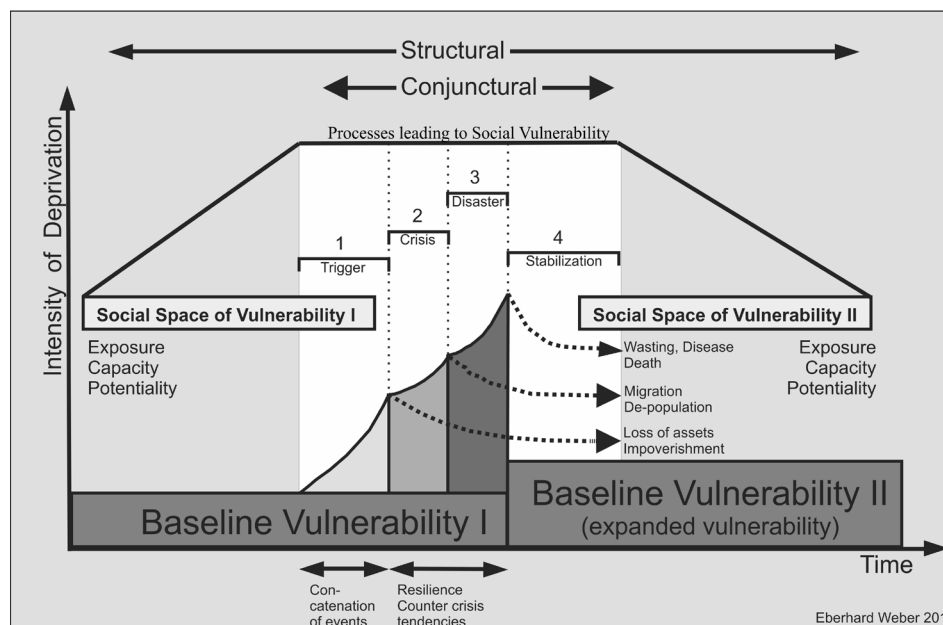 Structural
Conjunctural
Processes leading to Social Vulnerability
Intensity of Deprivation
3
Disaster
2
Crisis
1
Trigger
4
Stabilization
Social Space of Vulnerability I
Exposure
Capacity
Potentiality
Social Space of Vulnerability II
Exposure
Capacity
Potentiality
Wasting, Disease
Death
Migration
De-population
Loss of assets
Impoverishment
Baseline Vulnerability I
Baseline Vulnerability II
(expanded vulnerability)
Time
Con-
catenation
of events
Resilience
Counter crisis
tendencies
Eberhard Weber